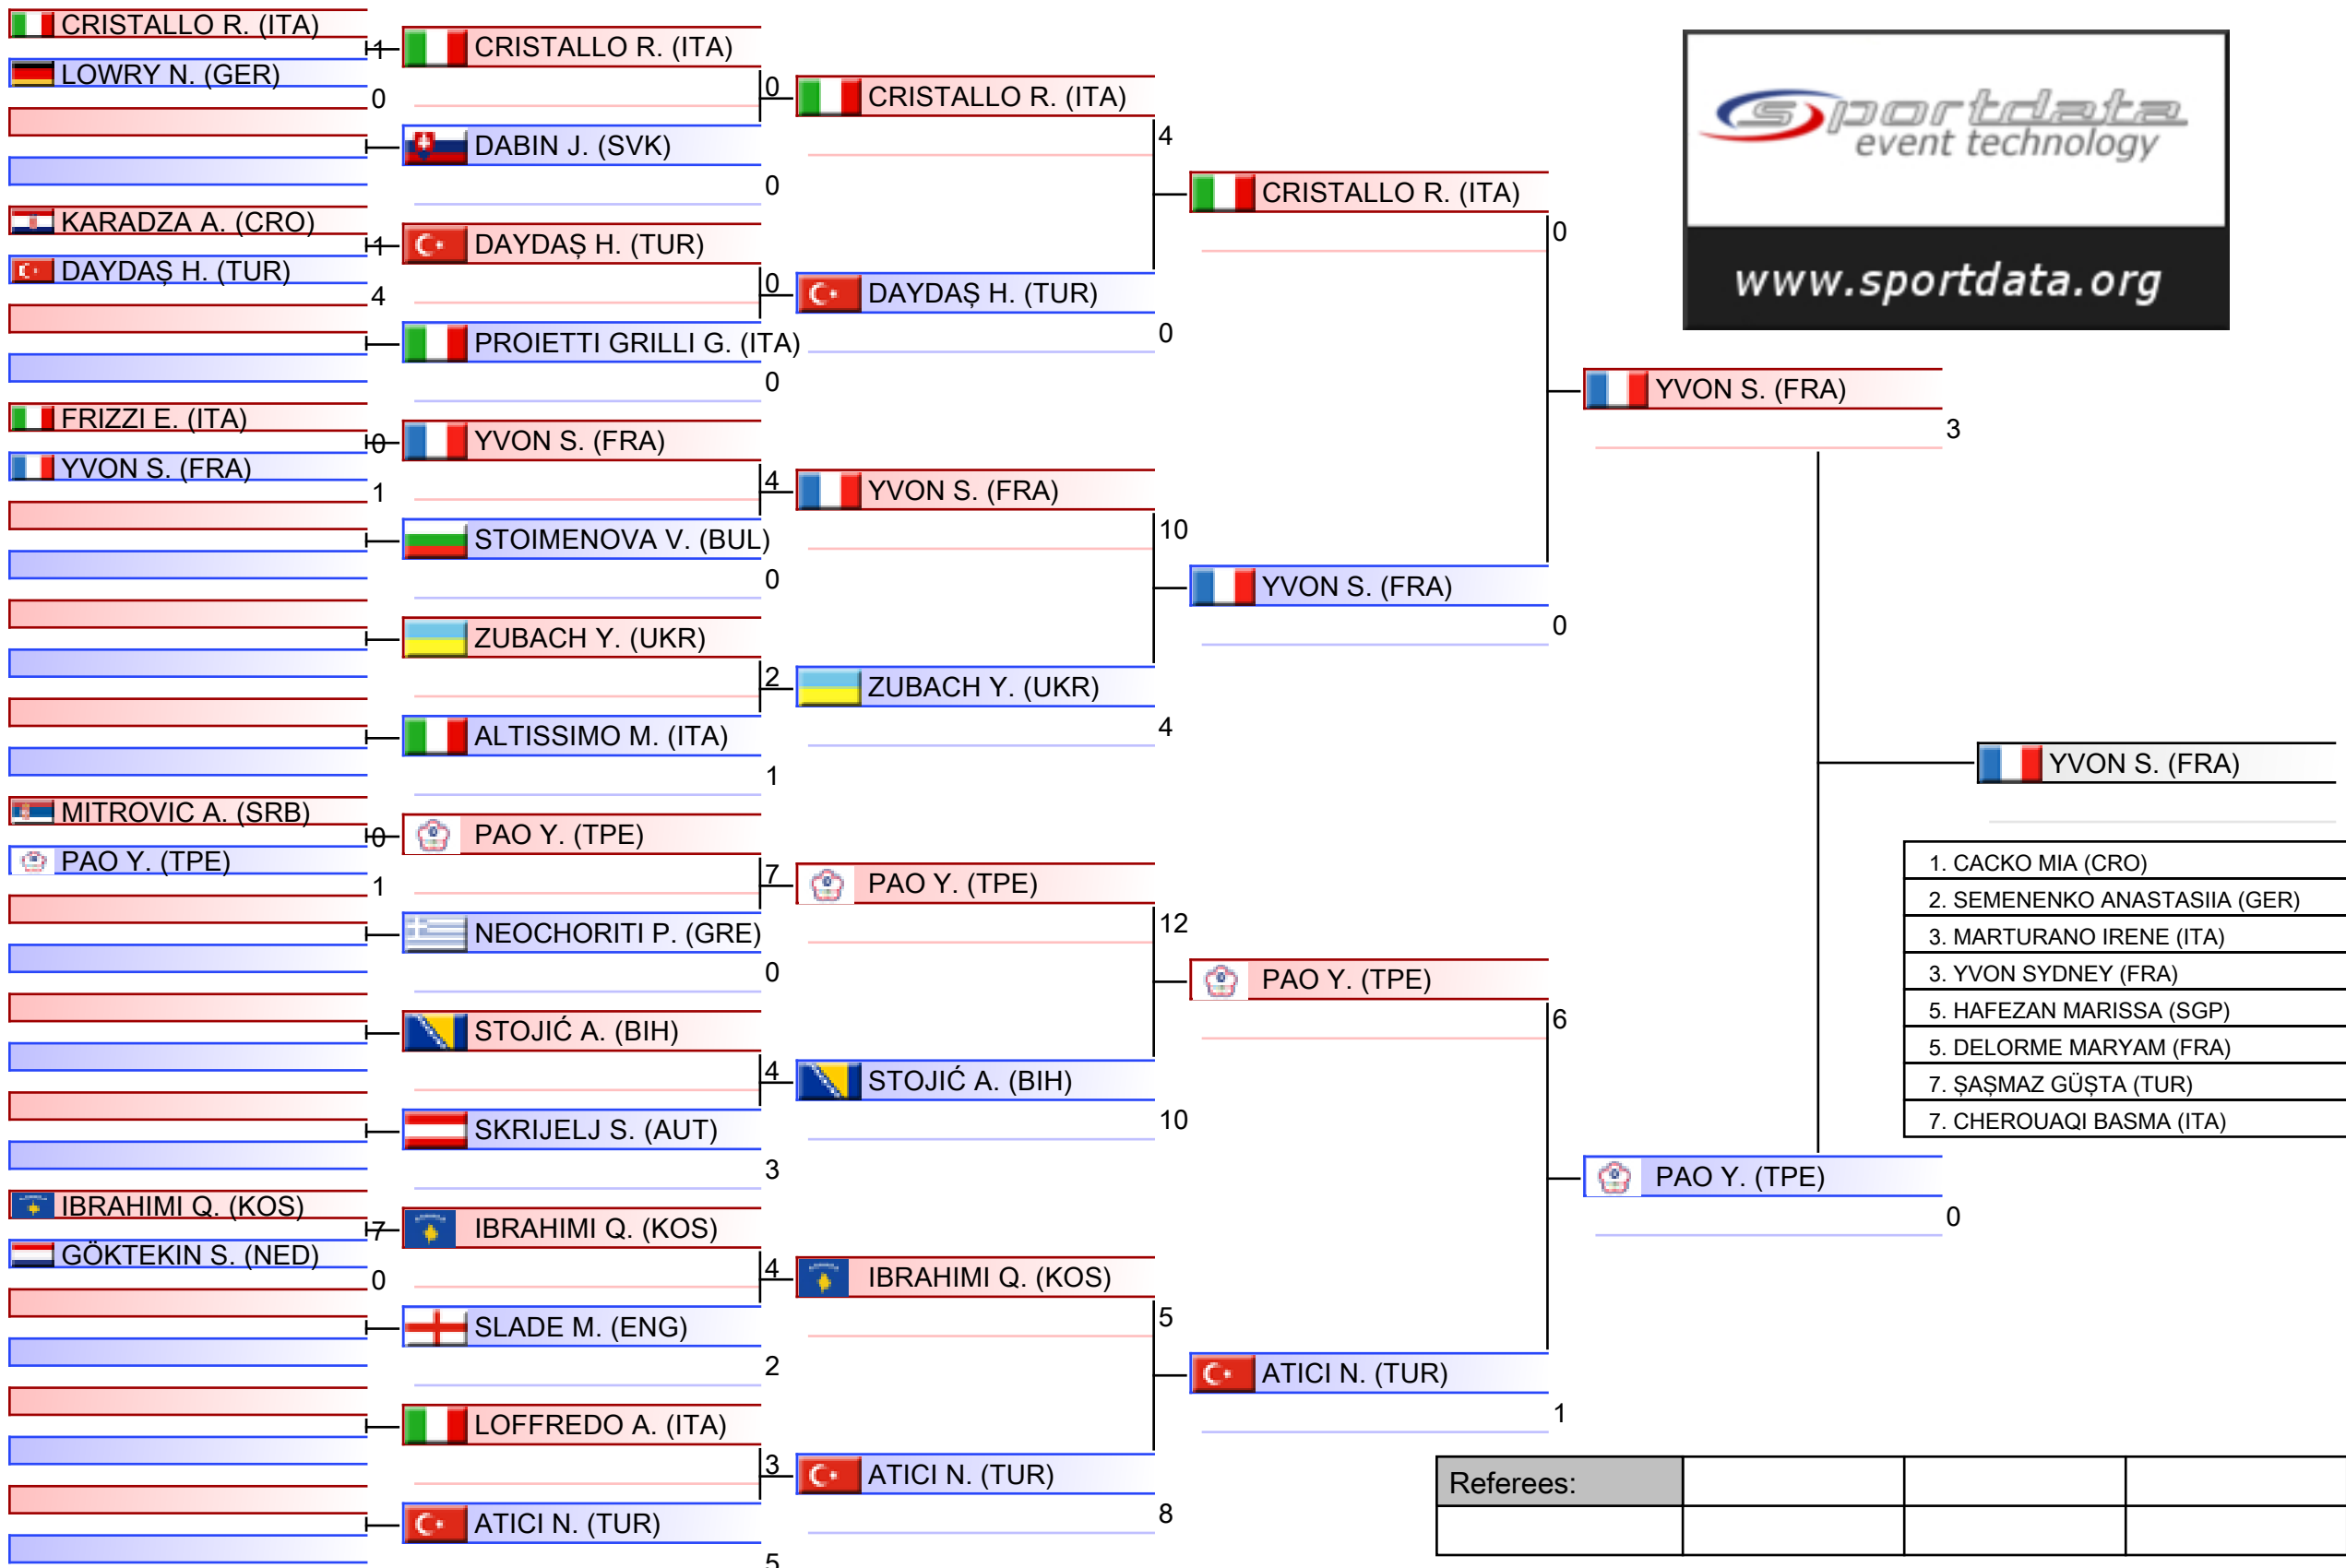 CRISTALLO R. (ITA)
1
LOWRY N. (GER)
0
KARADZA A. (CRO)
1
DAYDAŞ H. (TUR)
4
FRIZZI E. (ITA)
0
YVON S. (FRA)
1
MITROVIC A. (SRB)
0
PAO Y. (TPE)
1
IBRAHIMI Q. (KOS)
7
GÖKTEKIN S. (NED)
0
CRISTALLO R. (ITA)
0
DABIN J. (SVK)
0
DAYDAŞ H. (TUR)
0
PROIETTI GRILLI G. (ITA)
0
YVON S. (FRA)
4
STOIMENOVA V. (BUL)
0
ZUBACH Y. (UKR)
2
ALTISSIMO M. (ITA)
1
PAO Y. (TPE)
7
NEOCHORITI P. (GRE)
0
STOJIĆ A. (BIH)
4
SKRIJELJ S. (AUT)
3
IBRAHIMI Q. (KOS)
4
SLADE M. (ENG)
2
LOFFREDO A. (ITA)
3
ATICI N. (TUR)
5
CRISTALLO R. (ITA)
4
DAYDAŞ H. (TUR)
0
YVON S. (FRA)
10
ZUBACH Y. (UKR)
4
PAO Y. (TPE)
12
STOJIĆ A. (BIH)
10
IBRAHIMI Q. (KOS)
5
ATICI N. (TUR)
8
CRISTALLO R. (ITA)
0
YVON S. (FRA)
0
PAO Y. (TPE)
6
ATICI N. (TUR)
1
YVON S. (FRA)
3
PAO Y. (TPE)
0
YVON S. (FRA)
sportdata
event technology
www.sportdata.org
1. CACKO MIA (CRO)
2. SEMENENKO ANASTASIIA (GER)
3. MARTURANO IRENE (ITA)
3. YVON SYDNEY (FRA)
5. HAFEZAN MARISSA (SGP)
5. DELORME MARYAM (FRA)
7. ŞAŞMAZ GÜŞTA (TUR)
7. CHEROUAQI BASMA (ITA)
Referees: